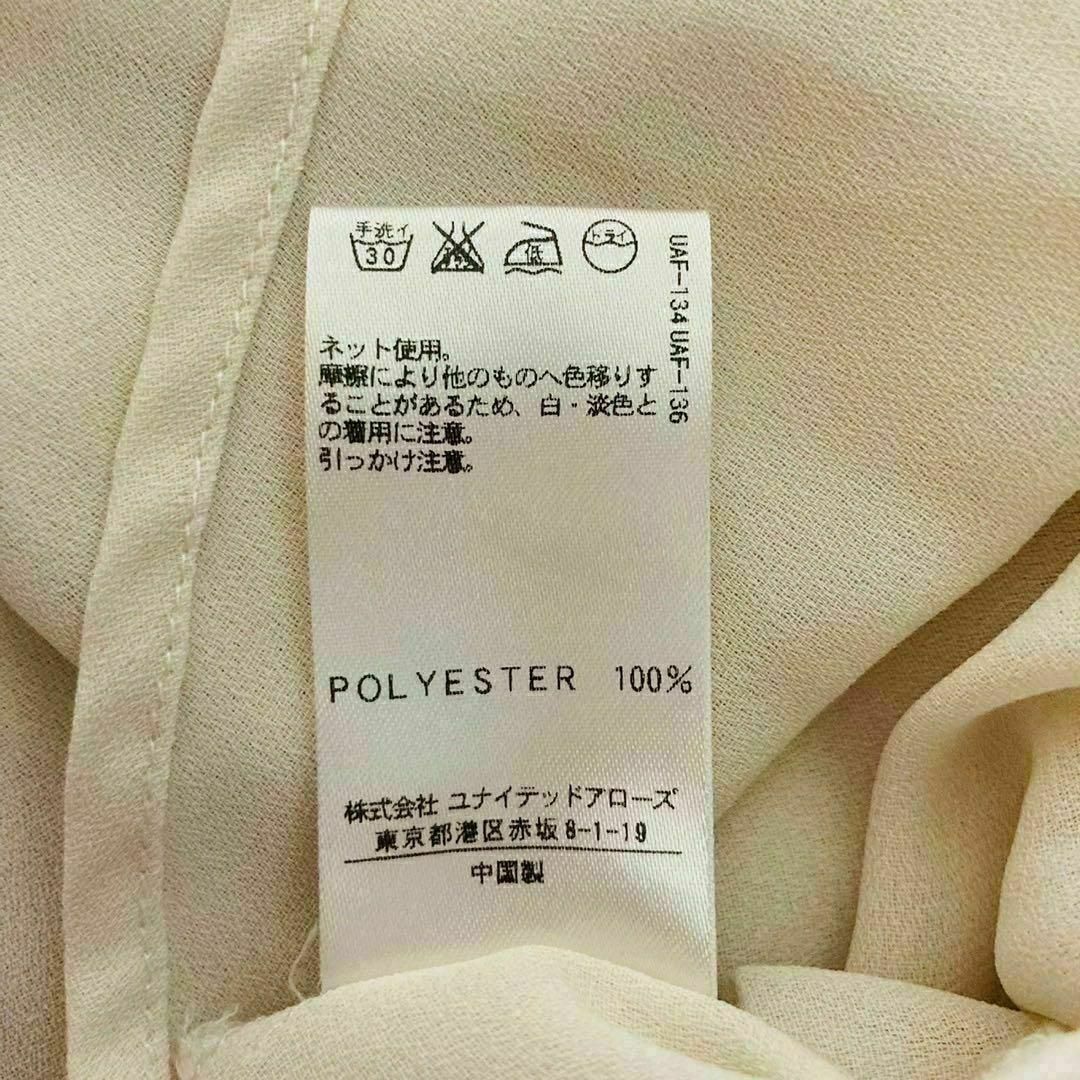 手洗イ
30
低
ドライ
UAF-134 UAF-136
ネット使用。
摩擦により他のものへ色移りす
ることがあるため、白・淡色と
の着用に注意。
引っかけ注意。
POLYESTER 100%
株式会社 ユナイテッドアローズ
東京都港区赤坂8-1-19
中国製